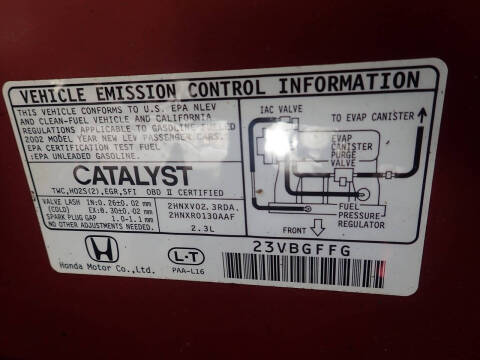 VEHICLE EMISSION CONTROL INFORMATION
THIS VEHICLE CONFORMS TO U.S. EPA NLEV
AND CLEAN-FUEL VEHICLE AND CALIFORNIA
REGULATIONS APPLICABLE TO GASOLINE FUELED
2002 MODEL YEAR NEW LEV PASSENGER CARS.
EPA CERTIFICATION TEST FUEL
:EPA UNLEADED GASOLINE.
CATALYST
TWC,HO2S(2),EGR,SFI OBD II CERTIFIED
VALVE LASH IN:0.26±0.02 mm
(COLD) EX:0.30±0.02 mm
SPARK PLUG GAP 1.0-1.1 mm
NO OTHER ADJUSTMENTS NEEDED.
2HNXV02.3RDA,
2HNXR0130AAF
2.3L
IAC VALVE
TO EVAP CANISTER
EVAP
CANISTER
PURGE
VALVE
FUEL
PRESSURE
REGULATOR
FRONT
Honda Motor Co.,Ltd.
L·T
PAA-L16
23VBGFFG